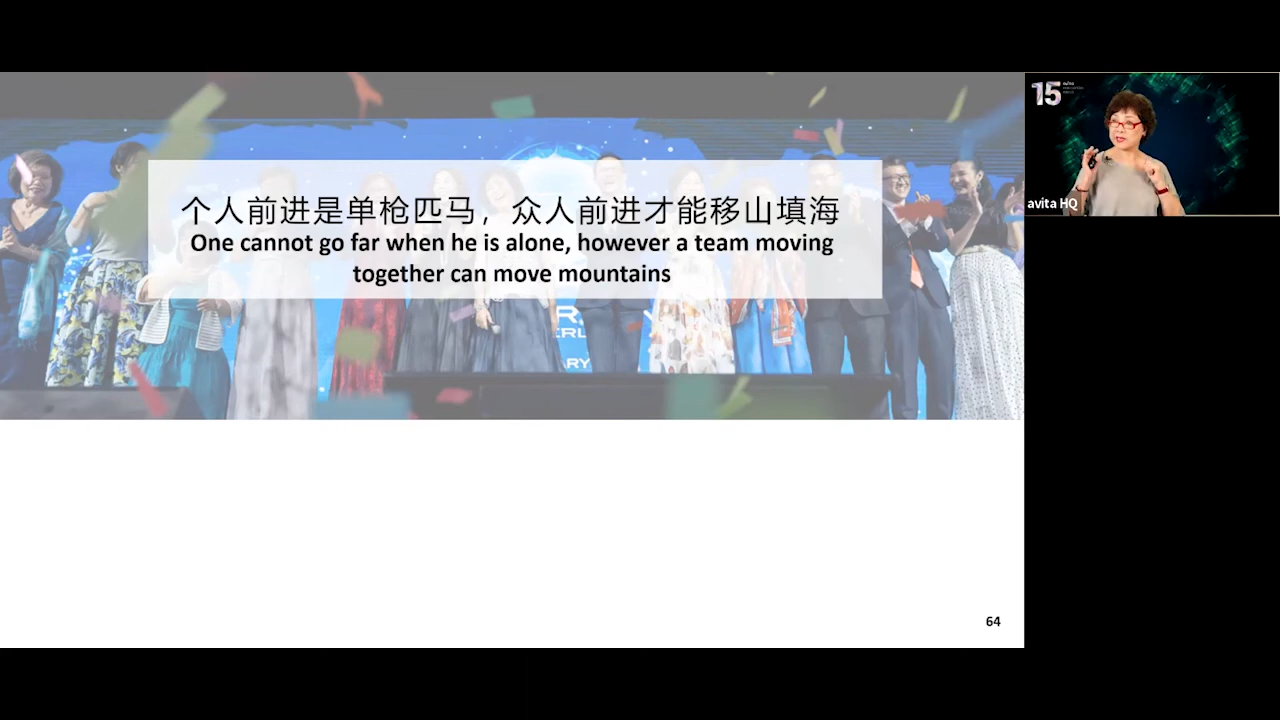 个人前进是单枪匹马，众人前进才能移山填海
One cannot go far when he is alone, however a team moving
together can move mountains
15
avita HQ
64